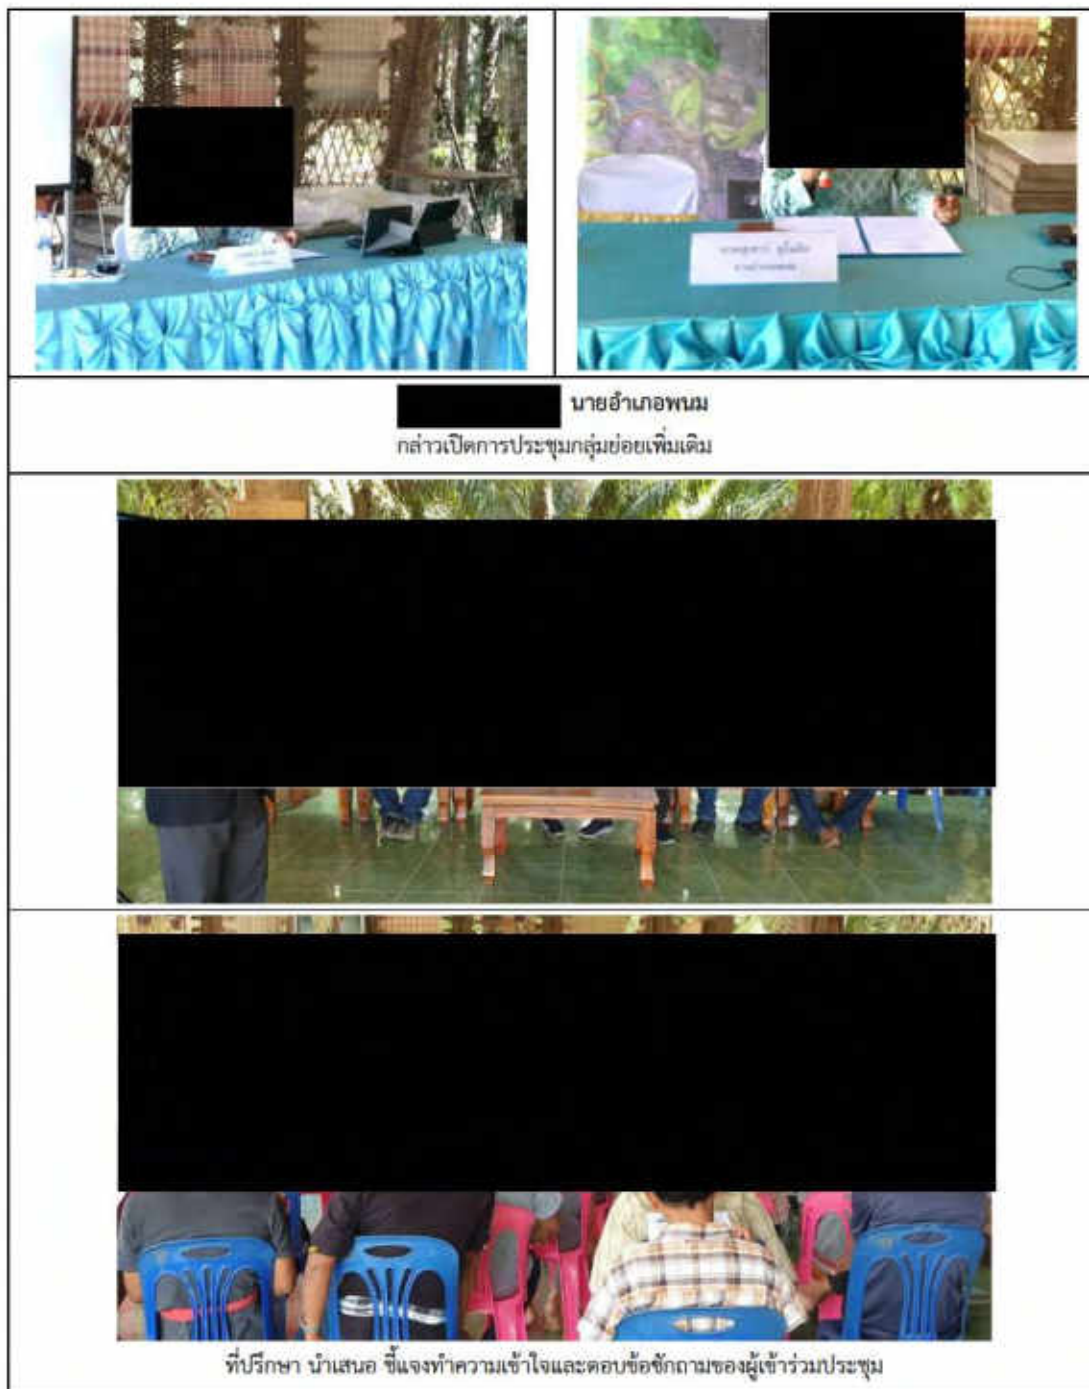 นายอำเภอพนม
กล่าวเปิดการประชุมกลุ่มย่อยเพิ่มเติม
ที่ปรึกษา นำเสนอ ชี้แจงทำความเข้าใจและตอบข้อซักถามของผู้เข้าร่วมประชุม